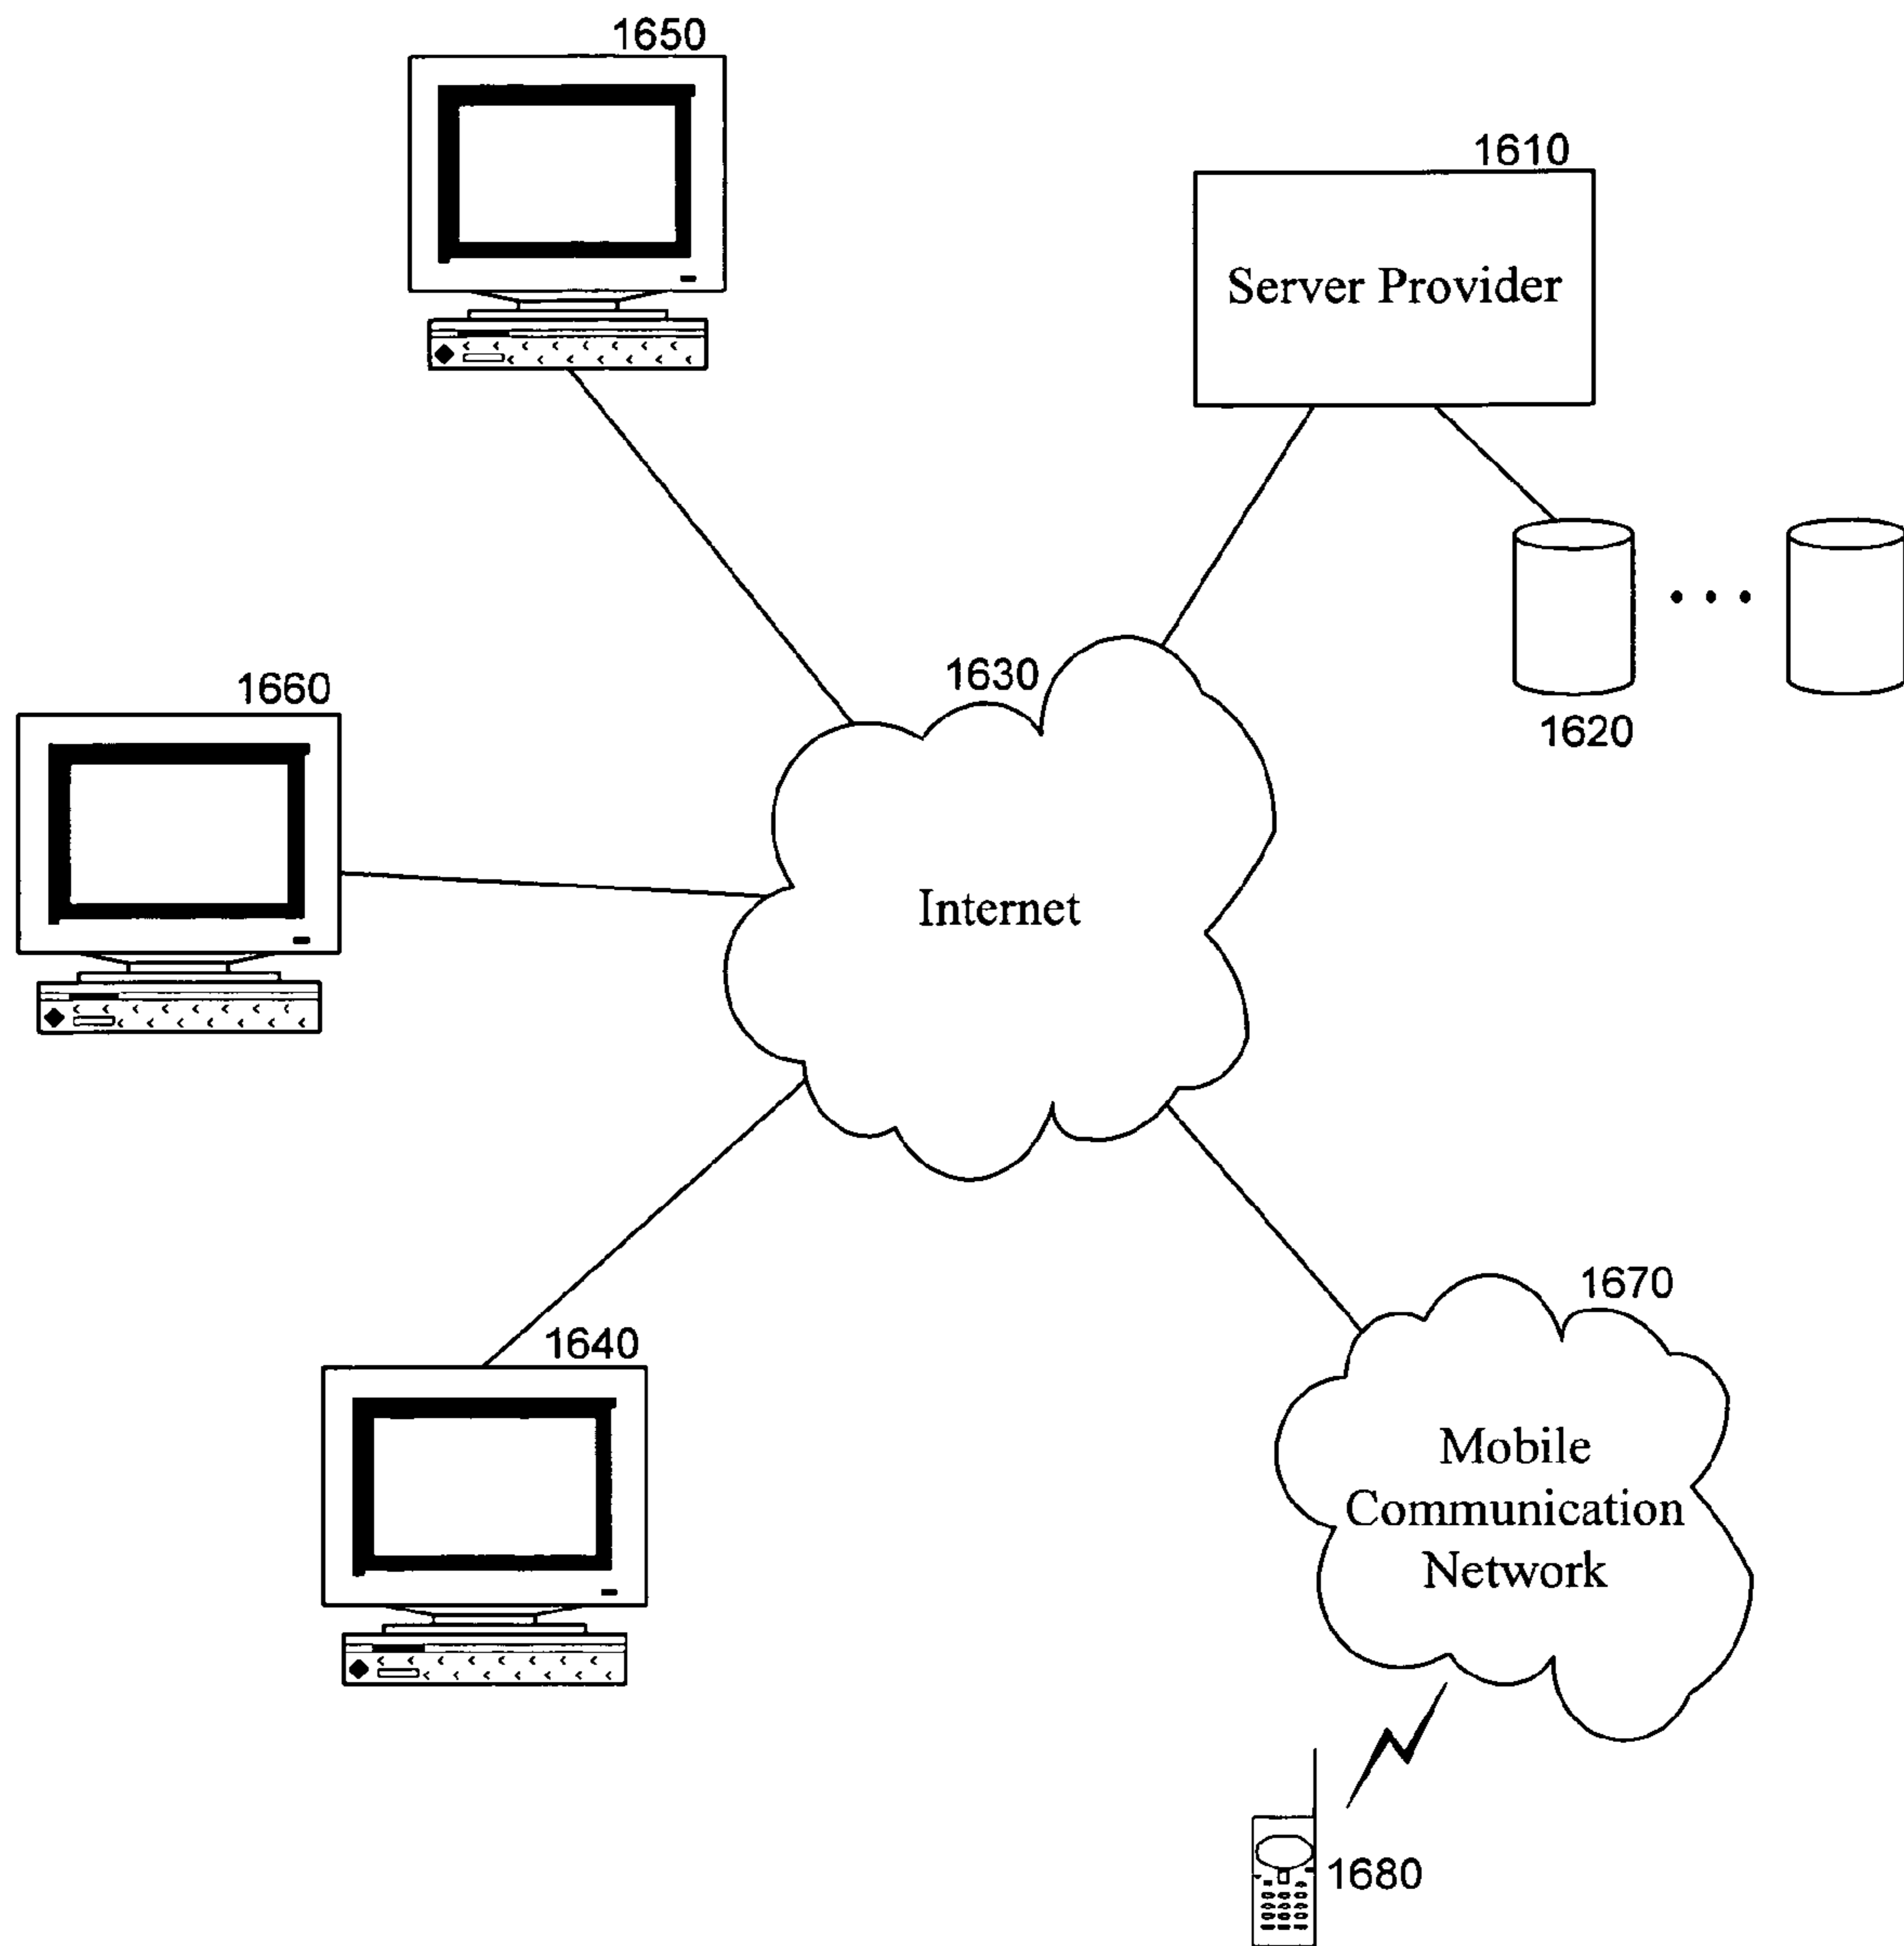 1650
1610
Server Provider
1630
1660
1620
Internet
1670
1640
Mobile
Communication
Network
1680